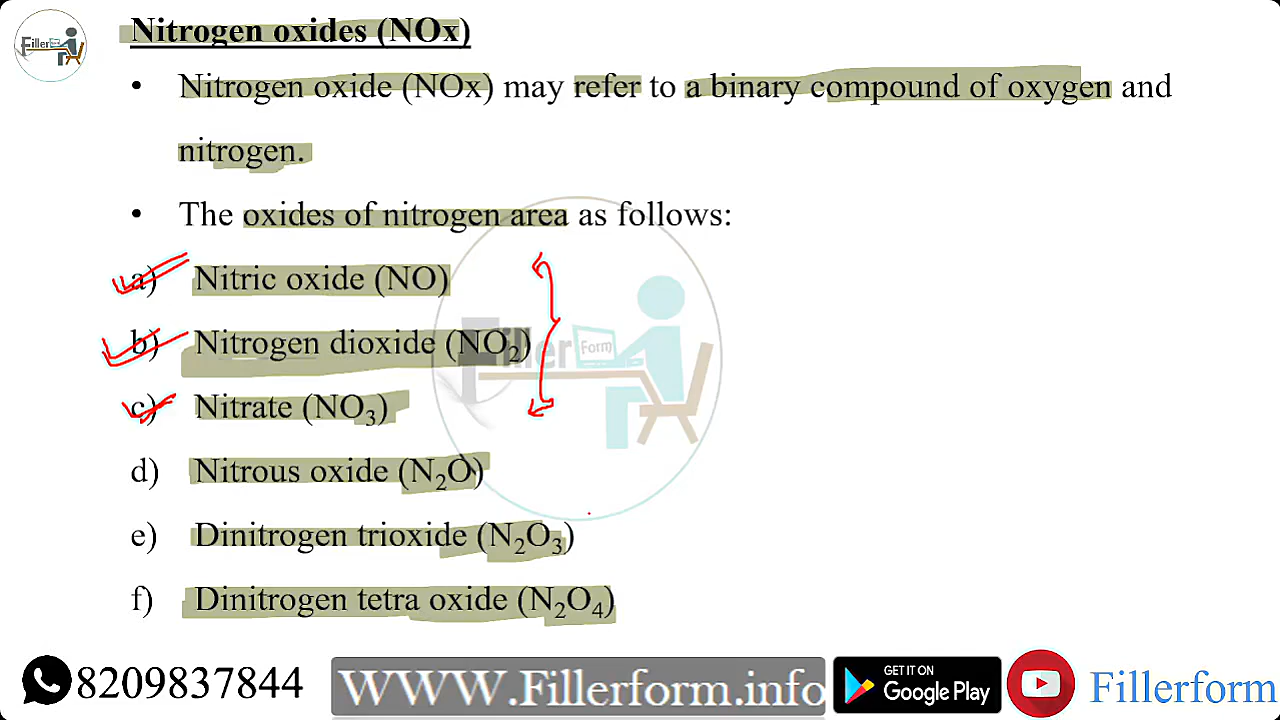 Nitrogen oxides (NOx)
Filler
• Nitrogen oxide (NOx) may refer to a binary compound of oxygen and
nitrogen.
• The oxides of nitrogen area as follows:
a) Nitric oxide (NO)
b) Nitrogen dioxide (NO₂)
Filler Form
c) Nitrate (NO₃)
d) Nitrous oxide (N₂O)
e) Dinitrogen trioxide (N₂O₃)
f) Dinitrogen tetra oxide (N₂O₄)
8209837844 WWW.Fillerform.info GET IT ON Google Play Fillerform